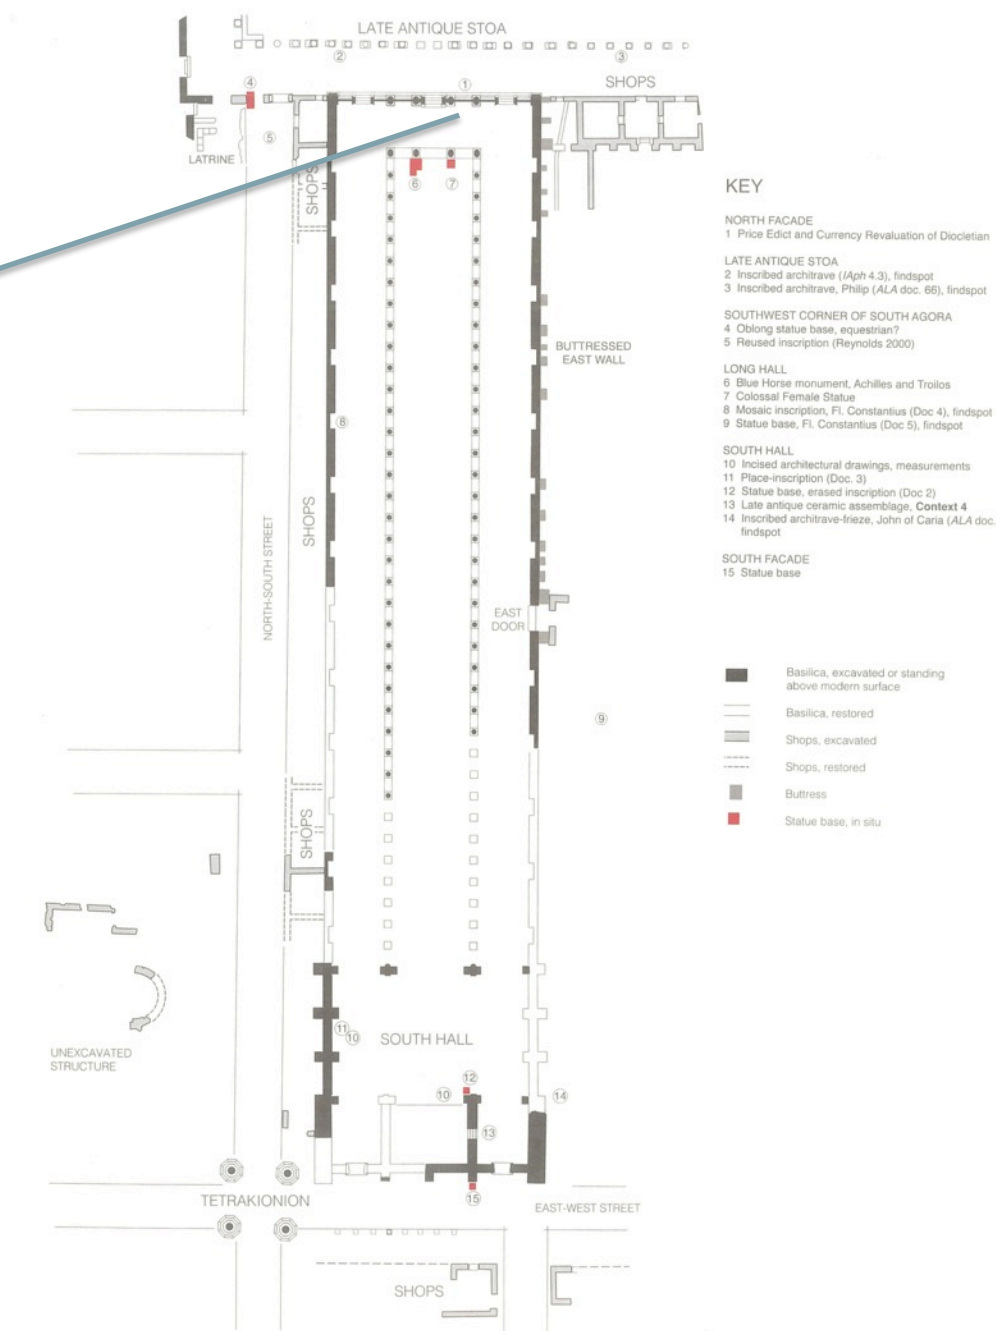 LATE ANTIQUE STOA
2
3
4
1
SHOPS
5
LATRINE
SHOPS
6
7
KEY
NORTH FACADE
1 Price Edict and Currency Revaluation of Diocletian
LATE ANTIQUE STOA
2 Inscribed architrave (IAph 4.3), findspot
3 Inscribed architrave, Philip (ALA doc. 66), findspot
SOUTHWEST CORNER OF SOUTH AGORA
4 Oblong statue base, equestrian?
5 Reused inscription (Reynolds 2000)
LONG HALL
6 Blue Horse monument, Achilles and Troilos
7 Colossal Female Statue
8 Mosaic inscription, Fl. Constantius (Doc 4), findspot
9 Statue base, Fl. Constantius (Doc 5), findspot
SOUTH HALL
10 Incised architectural drawings, measurements
11 Place-inscription (Doc. 3)
12 Statue base, erased inscription (Doc 2)
13 Late antique ceramic assemblage, Context 4
14 Inscribed architrave-frieze, John of Caria (ALA doc.
findspot
SOUTH FACADE
15 Statue base
BUTTRESSED
EAST WALL
8
SHOPS
NORTH-SOUTH STREET
EAST
DOOR
9
Basilica, excavated or standing
above modern surface
Basilica, restored
Shops, excavated
Shops, restored
Buttress
Statue base, in situ
SHOPS
11
10
SOUTH HALL
UNEXCAVATED
STRUCTURE
12
10
14
13
15
TETRAKIONION
EAST-WEST STREET
SHOPS